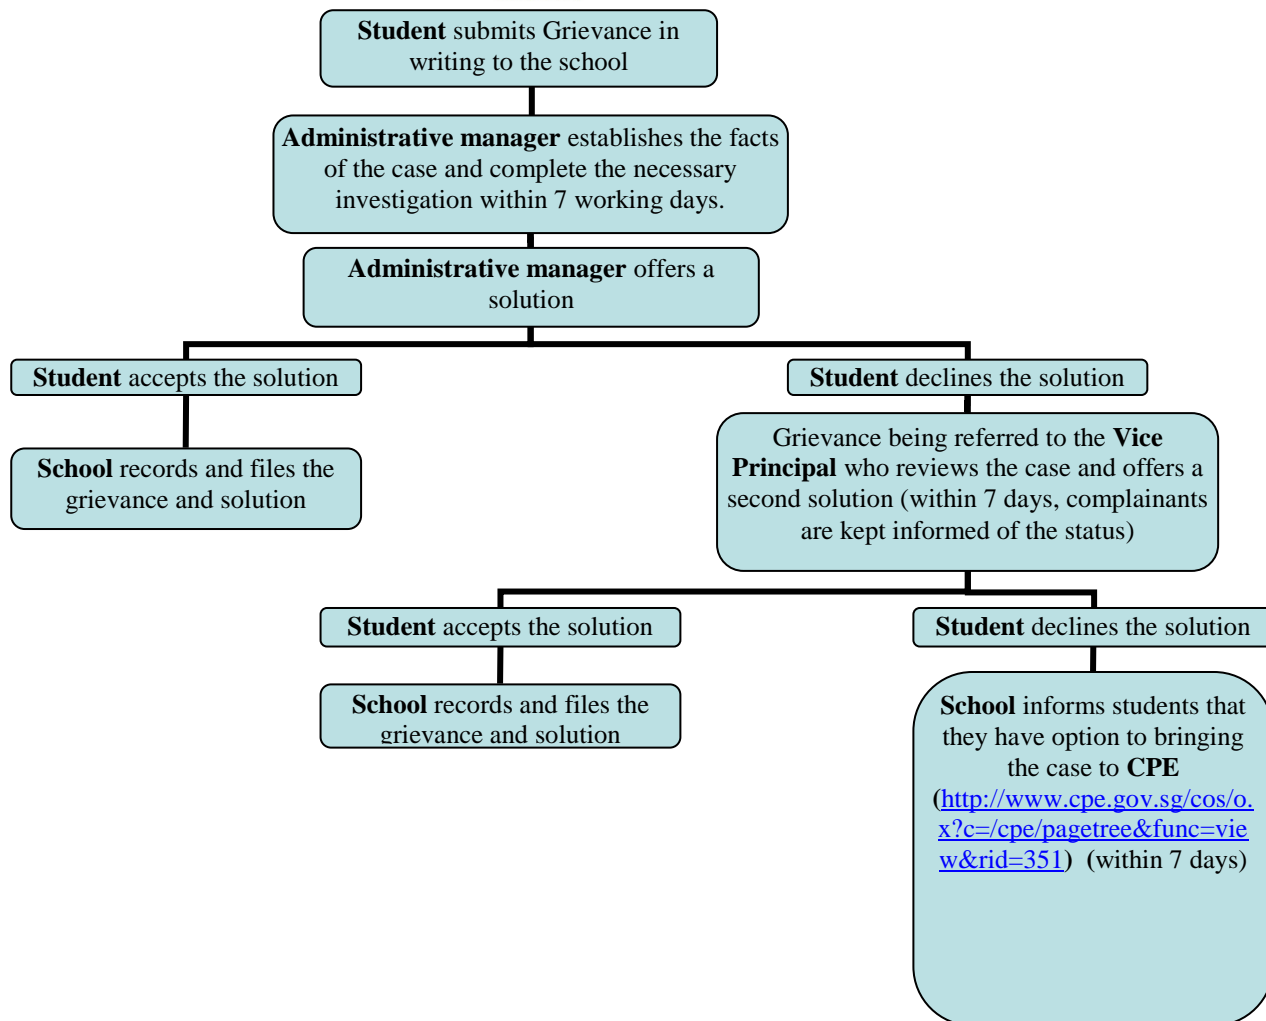 Student submits Grievance in
writing to the school
Administrative manager establishes the facts
of the case and complete the necessary
investigation within 7 working days.
Administrative manager offers a
solution
Student accepts the solution
Student declines the solution
School records and files the
grievance and solution
Grievance being referred to the Vice
Principal who reviews the case and offers a
second solution (within 7 days, complainants
are kept informed of the status)
Student accepts the solution
Student declines the solution
School records and files the
grievance and solution
School informs students that
they have option to bringing
the case to CPE
(http://www.cpe.gov.sg/cos/o.
x?c=/cpe/pagetree&func=vie
w&rid=351) (within 7 days)